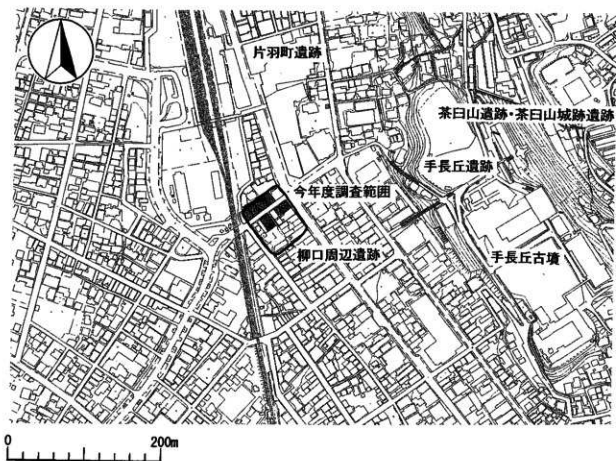 片羽町遺跡
茶臼山遺跡・茶臼山城跡遺跡
手長丘遺跡
今年度調査範囲
柳口周辺遺跡
手長丘古墳
0 200m